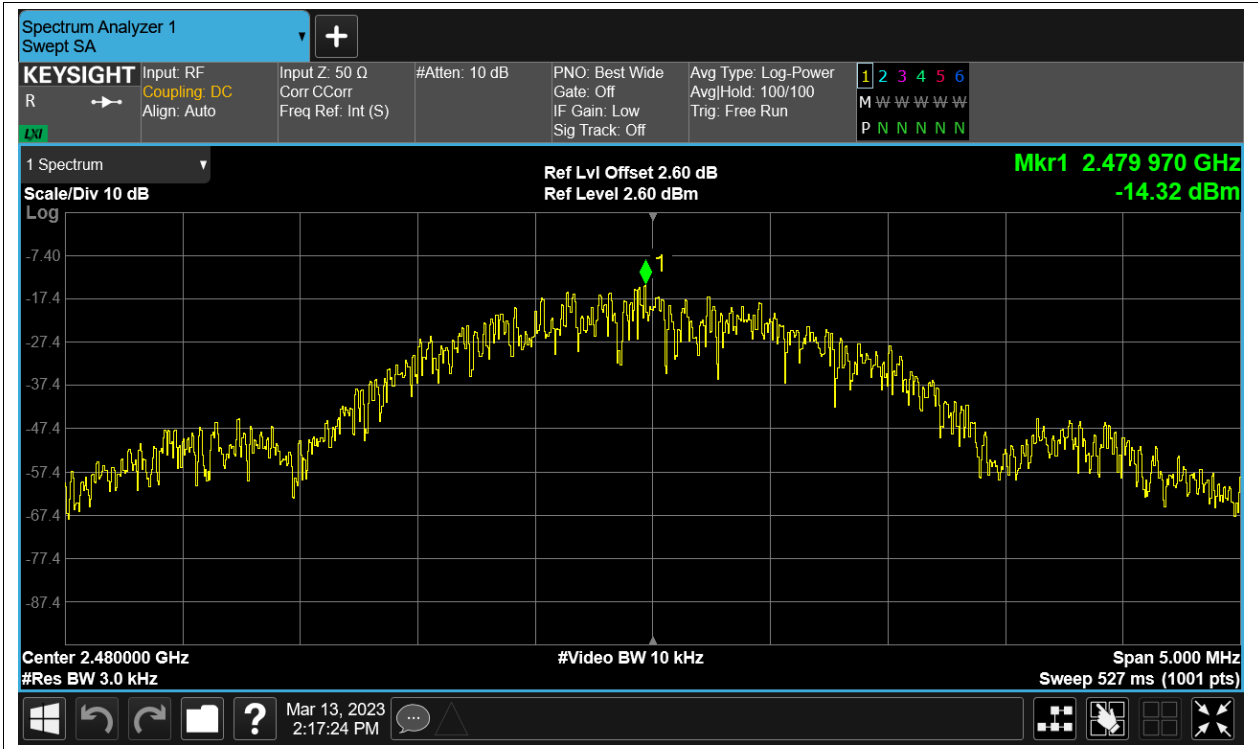 Spectrum Analyzer 1
Swept SA
KEYSIGHT
R
LXI
Input: RF
Coupling: DC
Align: Auto
Input Z: 50 Ω
Corr CCorr
Freq Ref: Int (S)
#Atten: 10 dB
PNO: Best Wide
Gate: Off
IF Gain: Low
Sig Track: Off
Avg Type: Log-Power
Avg|Hold: 100/100
Trig: Free Run
1 2 3 4 5 6
M W W W W W
P N N N N N
1 Spectrum
Scale/Div 10 dB
Log
Ref Lvl Offset 2.60 dB
Ref Level 2.60 dBm
Mkr1 2.479 970 GHz
-14.32 dBm
1
-7.40
-17.4
-27.4
-37.4
-47.4
-57.4
-67.4
-77.4
-87.4
Center 2.480000 GHz
#Video BW 10 kHz
Span 5.000 MHz
#Res BW 3.0 kHz
Sweep 527 ms (1001 pts)
?
Mar 13, 2023
2:17:24 PM